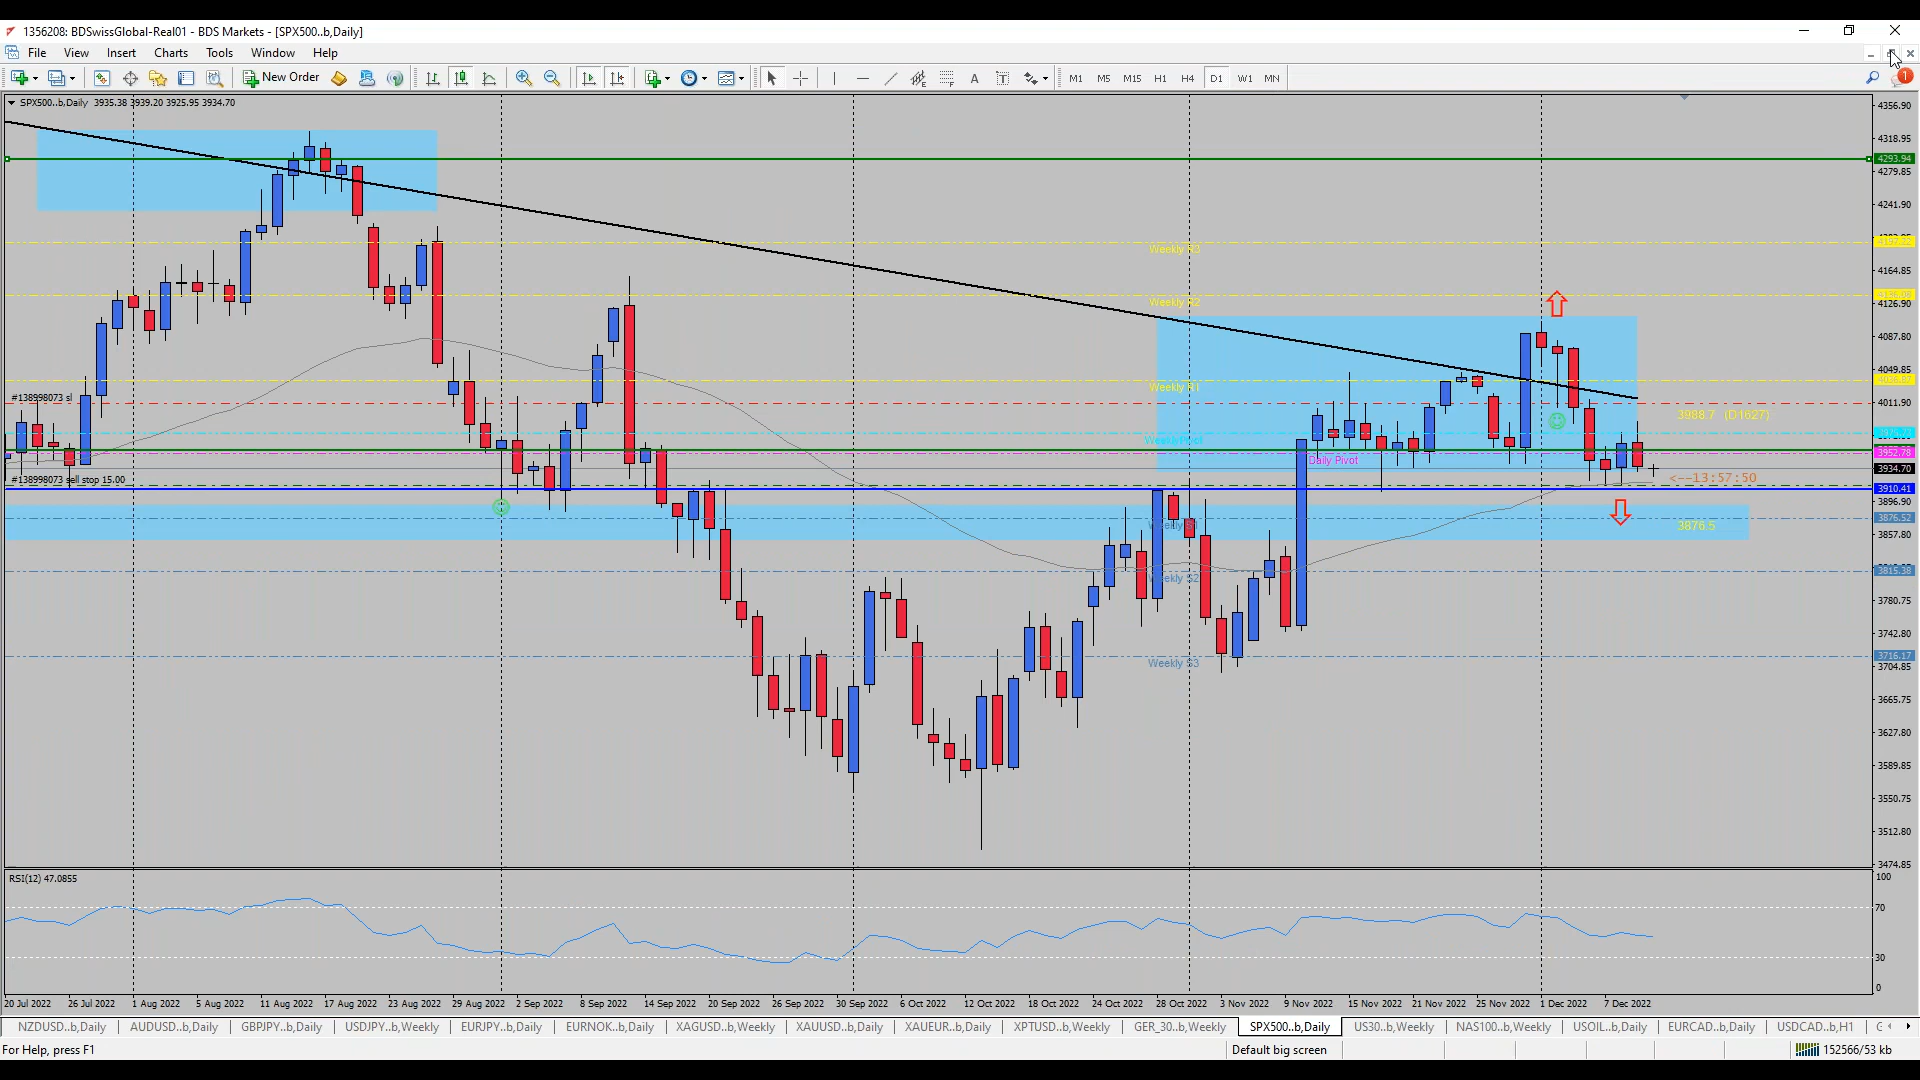 1356208: BDSwissGlobal-Real01 - BDS Markets - [SPX500..b,Daily]
File View Insert Charts Tools Window Help
New Order
A T
M1 M5 M15 H1 H4 D1 W1 MN
1
SPX500..b,Daily 3935.38 3939.20 3925.95 3934.70
4356.90
4318.95
4293.94
4279.85
4241.90
4197.22
Weekly R3
4164.85
Weekly R2
4126.90
4087.80
4049.85
Weekly R1
#138998073 sl
4011.90
3988.7 (D1627)
Weekly Pivot
3952.78
Daily Pivot
3934.70
<--13:57:50
#138998073 sell stop 15.00
3910.41
3896.90
3876.52
Weekly S1
3876.5
3857.80
3815.38
Weekly S2
3780.75
3742.80
3716.17
Weekly S3
3704.85
3665.75
3627.80
3589.85
3550.75
3512.80
3474.85
RSI(12) 47.0855
100
70
30
0
20 Jul 2022 26 Jul 2022 1 Aug 2022 5 Aug 2022 11 Aug 2022 17 Aug 2022 23 Aug 2022 29 Aug 2022 2 Sep 2022 8 Sep 2022 14 Sep 2022 20 Sep 2022 26 Sep 2022 30 Sep 2022 6 Oct 2022 12 Oct 2022 18 Oct 2022 24 Oct 2022 28 Oct 2022 3 Nov 2022 9 Nov 2022 15 Nov 2022 21 Nov 2022 25 Nov 2022 1 Dec 2022 7 Dec 2022
NZDUSD..b,Daily AUDUSD..b,Daily GBPJPY..b,Daily USDJPY..b,Weekly EURJPY..b,Daily EURNOK..b,Daily XAGUSD..b,Weekly XAUUSD..b,Daily XAUEUR..b,Daily XPTUSD..b,Weekly GER_30..b,Weekly SPX500..b,Daily US30..b,Weekly NAS100..b,Weekly USOIL..b,Daily EURCAD..b,Daily USDCAD..b,H1 G
For Help, press F1
Default big screen
152566/53 kb